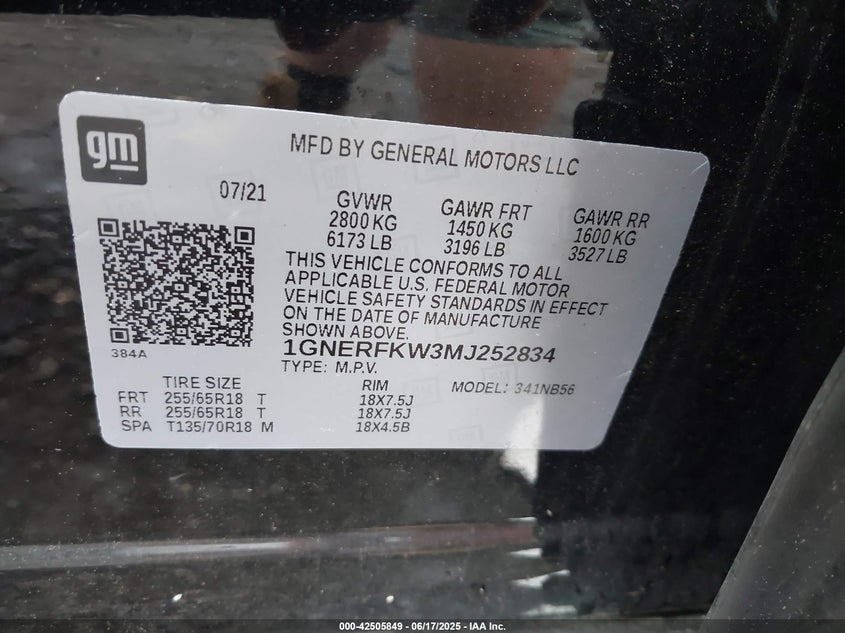 gm
MFD BY GENERAL MOTORS LLC
07/21
GVWR
2800 KG
6173 LB
GAWR FRT
1450 KG
3196 LB
GAWR RR
1600 KG
3527 LB
THIS VEHICLE CONFORMS TO ALL
APPLICABLE U.S. FEDERAL MOTOR
VEHICLE SAFETY STANDARDS IN EFFECT
ON THE DATE OF MANUFACTURE
SHOWN ABOVE.
384A
1GNERFKW3MJ252834
TYPE: M.P.V.
TIRE SIZE RIM MODEL: 341NB56
FRT 255/65R18 T 18X7.5J
RR 255/65R18 T 18X7.5J
SPA T135/70R18 M 18X4.5B
000-42505849 - 06/17/2025 - IAA Inc.